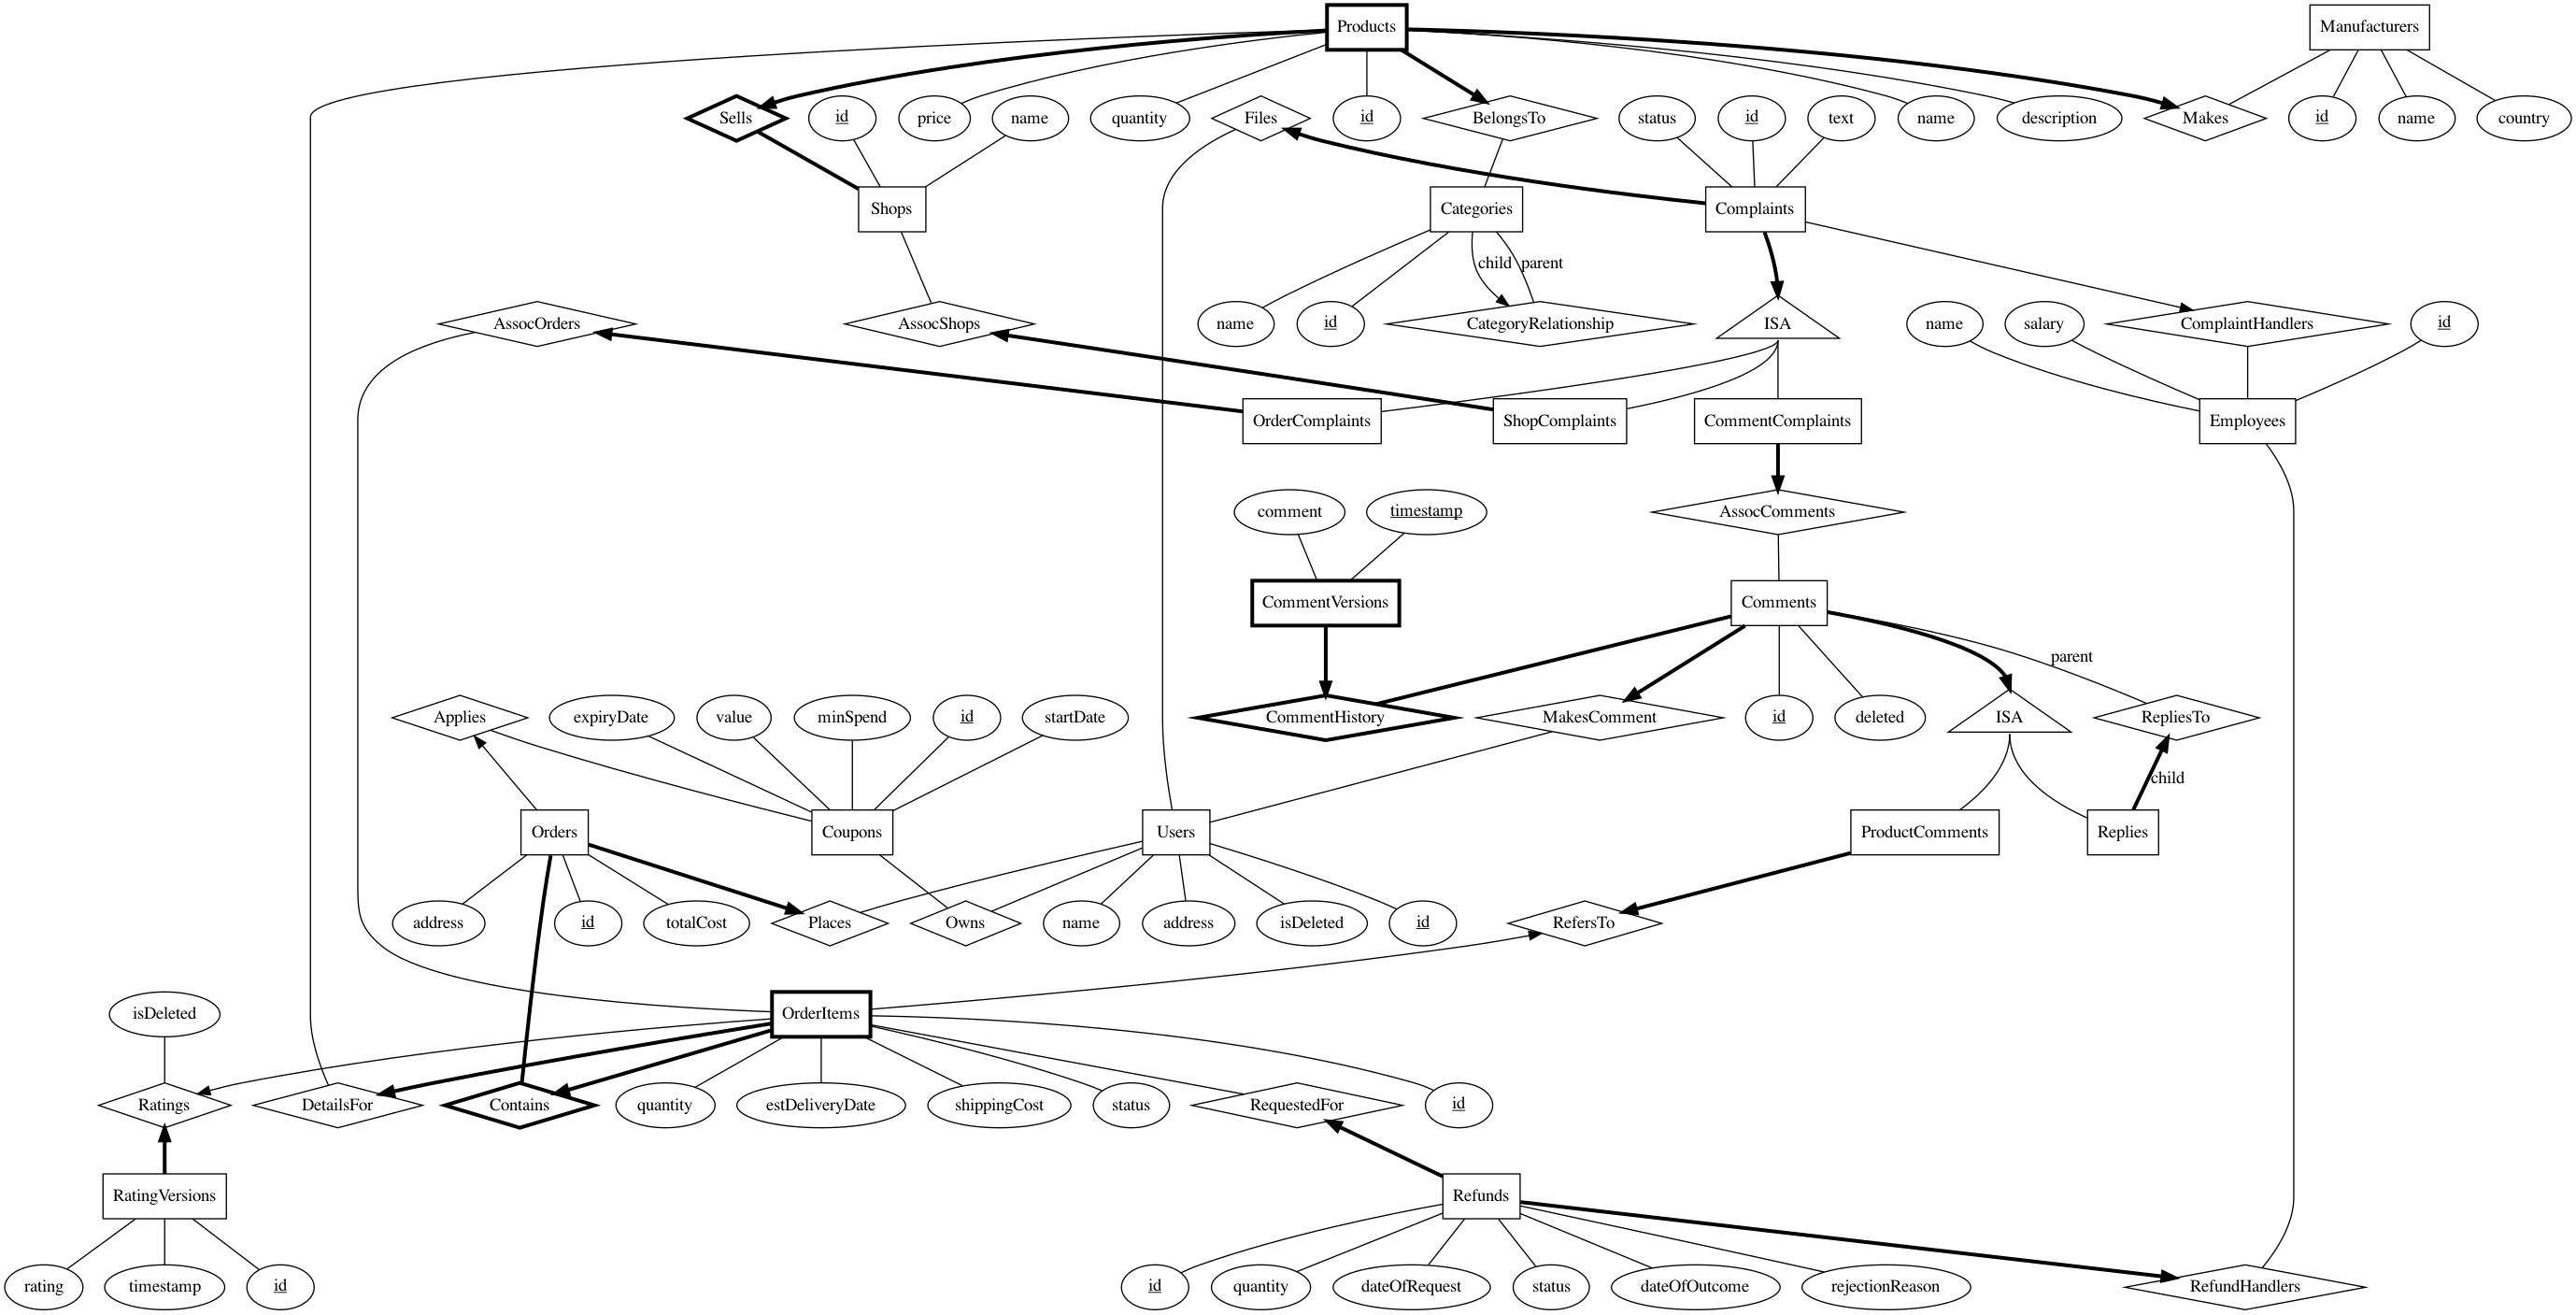 Products
Manufacturers
Sells
id
price
name
quantity
Files
id
BelongsTo
status
id
text
name
description
Makes
id
name
country
Shops
Categories
Complaints
child
parent
AssocOrders
AssocShops
name
id
CategoryRelationship
ISA
name
salary
ComplaintHandlers
id
OrderComplaints
ShopComplaints
CommentComplaints
Employees
comment
timestamp
AssocComments
CommentVersions
Comments
parent
Applies
expiryDate
value
minSpend
id
startDate
CommentHistory
MakesComment
id
deleted
ISA
RepliesTo
child
Orders
Coupons
Users
ProductComments
Replies
address
id
totalCost
Places
Owns
name
address
isDeleted
id
RefersTo
isDeleted
OrderItems
Ratings
DetailsFor
Contains
quantity
estDeliveryDate
shippingCost
status
RequestedFor
id
RatingVersions
Refunds
rating
timestamp
id
id
quantity
dateOfRequest
status
dateOfOutcome
rejectionReason
RefundHandlers